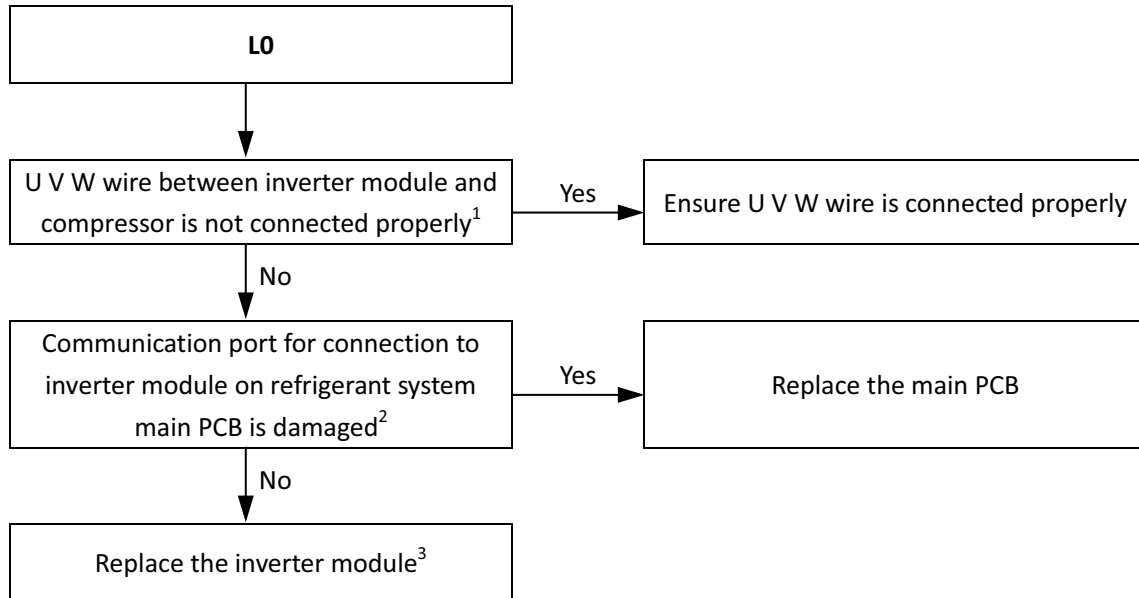 L0
U V W wire between inverter module and
compressor is not connected properly¹
Yes
Ensure U V W wire is connected properly
No
Communication port for connection to
inverter module on refrigerant system
main PCB is damaged²
Yes
Replace the main PCB
No
Replace the inverter module³